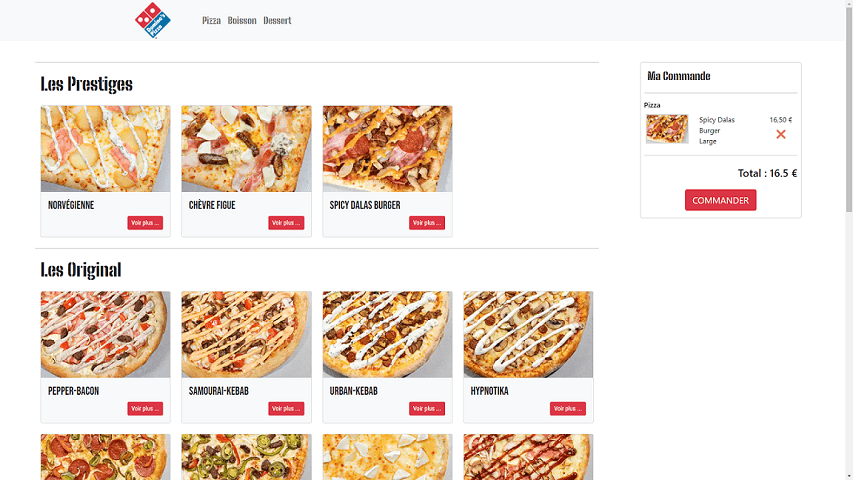 Domino's
Pizza
Pizza Boisson Dessert
Les Prestiges
NORVÉGIENNE
Voir plus ...
CHÈVRE FIGUE
Voir plus ...
SPICY DALAS BURGER
Voir plus ...
Les Original
PEPPER-BACON
Voir plus ...
SAMOURAI-KEBAB
Voir plus ...
URBAN-KEBAB
Voir plus ...
HYPNOTIKA
Voir plus ...
Ma Commande
Pizza
Spicy Dalas 16,50 €
Burger
Large
Total : 16.5 €
COMMANDER